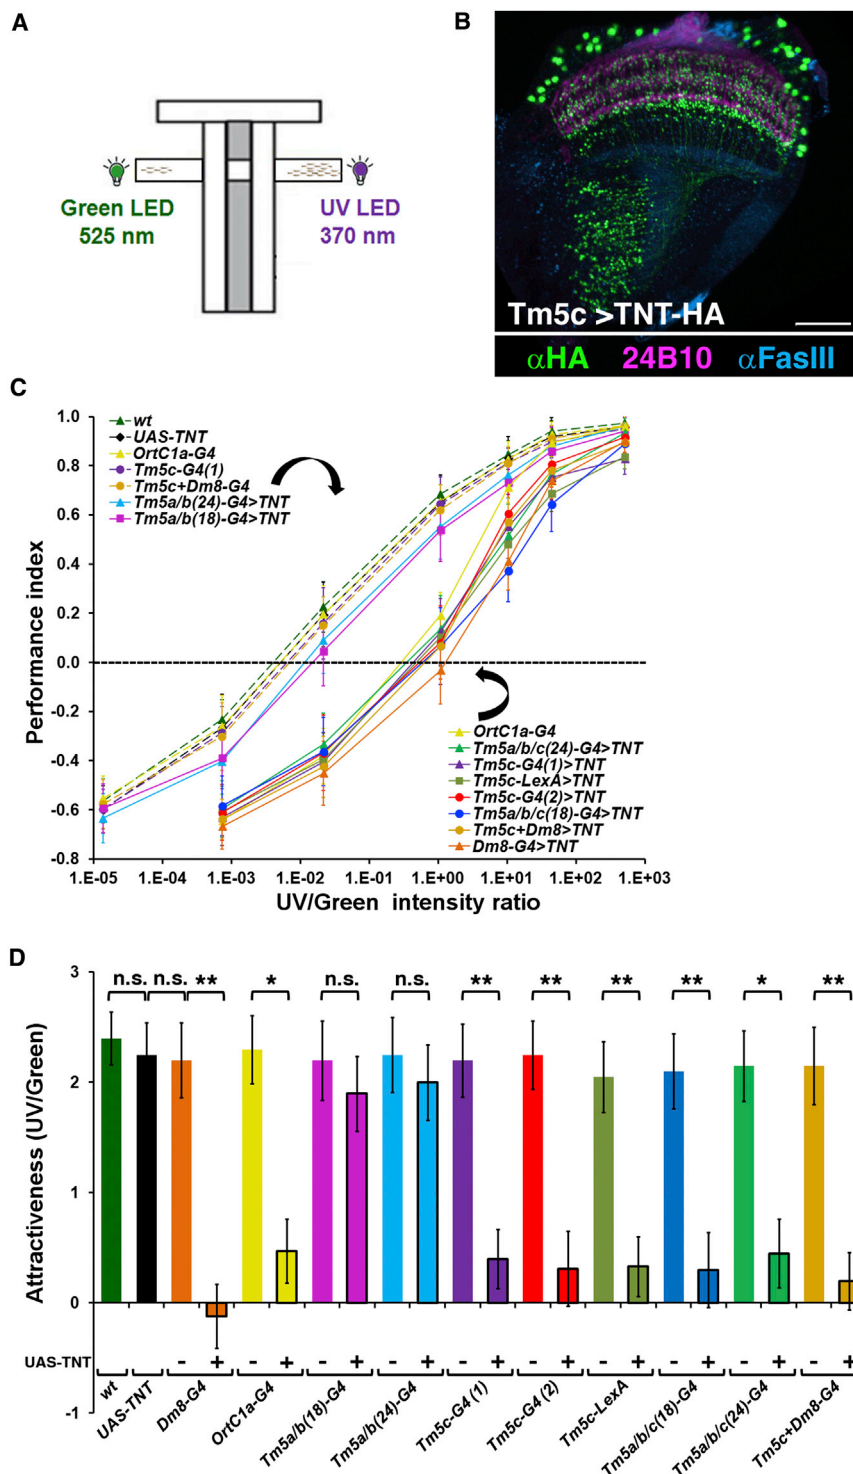 A
Green LED
525 nm
UV LED
370 nm
B
Tm5c >TNT-HA
αHA 24B10 αFasIII
C
Performance index
1.0
0.8
0.6
0.4
0.2
0.0
-0.2
-0.4
-0.6
-0.8
wt
UAS-TNT
OrtC1a-G4
Tm5c-G4(1)
Tm5c+Dm8-G4
Tm5a/b(24)-G4>TNT
Tm5a/b(18)-G4>TNT
OrtC1a-G4
Tm5a/b/c(24)-G4>TNT
Tm5c-G4(1)>TNT
Tm5c-LexA>TNT
Tm5c-G4(2)>TNT
Tm5a/b/c(18)-G4>TNT
Tm5c+Dm8>TNT
Dm8-G4>TNT
1.E-05 1.E-03 1.E-02 1.E-01 1.E+00 1.E+01 1.E+02 1.E+03
UV/Green intensity ratio
D
Attractiveness (UV/Green)
3
2
1
0
-1
n.s. n.s. ** * n.s. n.s. ** ** ** ** * **
UAS-TNT - + - + - + - + - + - + - + - + - + - +
wt
UAS-TNT
Dm8-G4
OrtC1a-G4
Tm5a/b(18)-G4
Tm5a/b(24)-G4
Tm5c-G4 (1)
Tm5c-G4 (2)
Tm5c-LexA
Tm5a/b/c(18)-G4
Tm5a/b/c(24)-G4
Tm5c+Dm8-G4